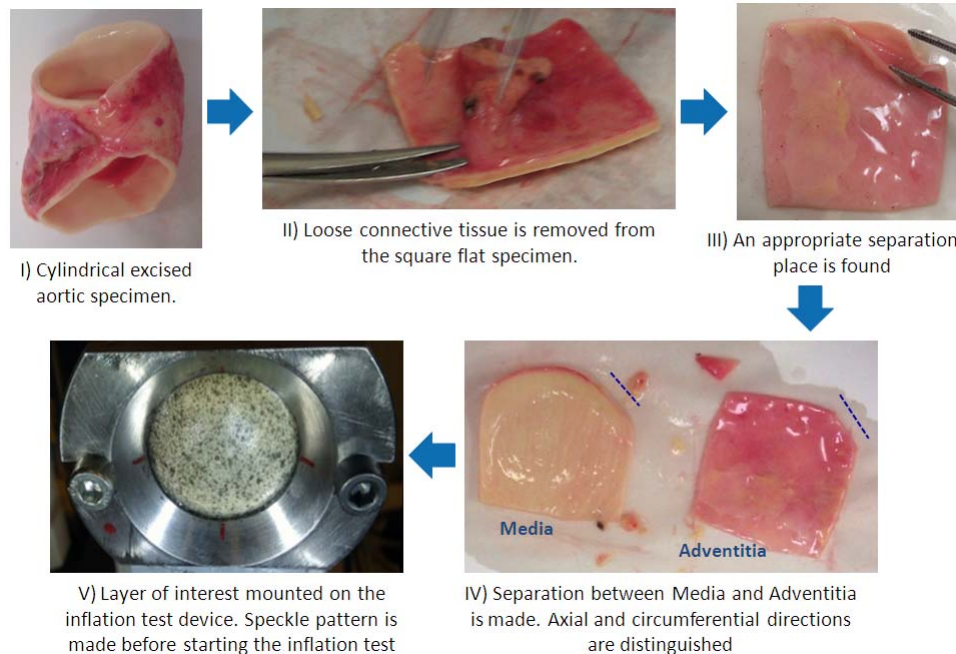 I) Cylindrical excised
aortic specimen.
II) Loose connective tissue is removed from
the square flat specimen.
III) An appropriate separation
place is found
Media
Adventitia
V) Layer of interest mounted on the
inflation test device. Speckle pattern is
made before starting the inflation test
IV) Separation between Media and Adventitia
is made. Axial and circumferential directions
are distinguished